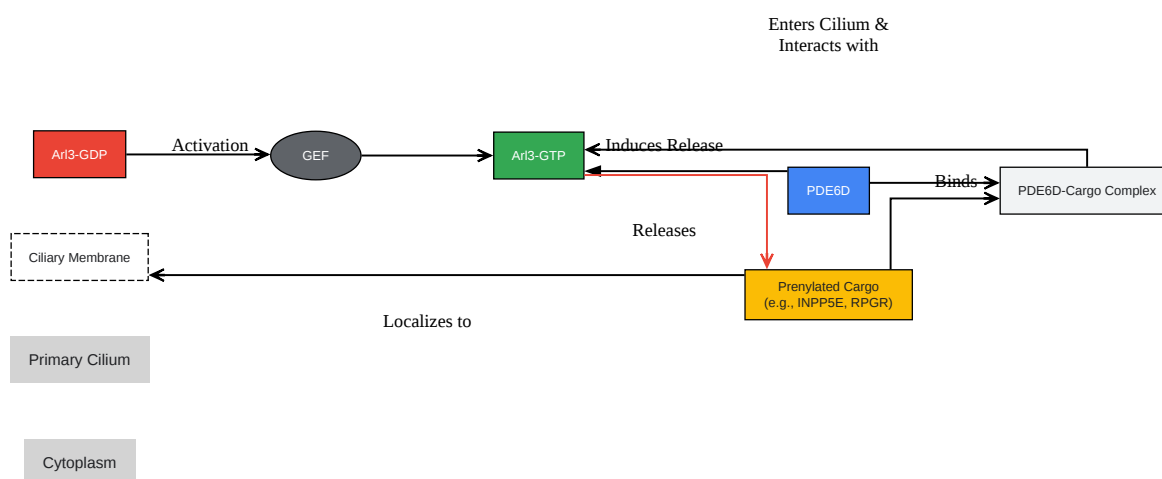 Enters Cilium &
Interacts with
Arl3-GDP
Activation
GEF
Arl3-GTP
Induces Release
PDE6D
Binds
PDE6D-Cargo Complex
Releases
Ciliary Membrane
Prenylated Cargo
(e.g., INPP5E, RPGR)
Localizes to
Primary Cilium
Cytoplasm